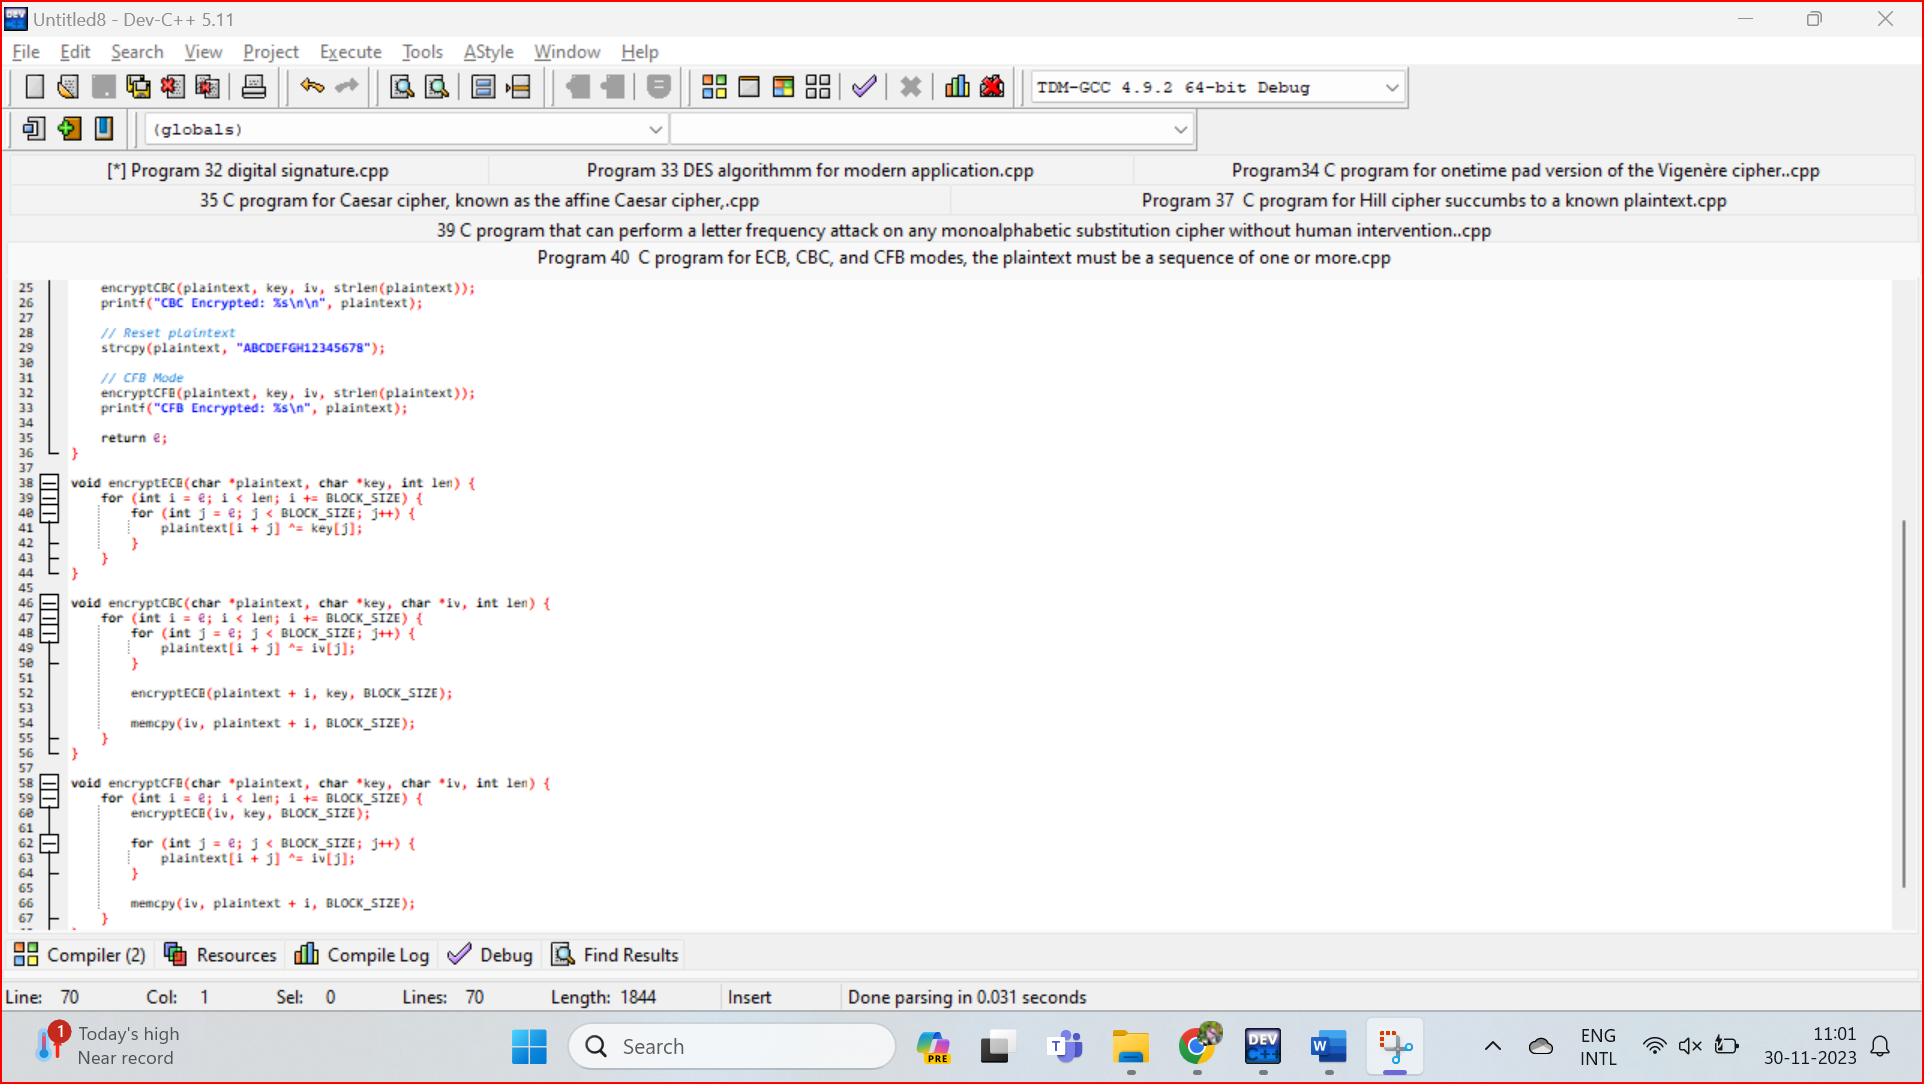 Untitled8 - Dev-C++ 5.11
File Edit Search View Project Execute Tools AStyle Window Help
TDM-GCC 4.9.2 64-bit Debug
(globals)
[*] Program 32 digital signature.cpp Program 33 DES algorithmm for modern application.cpp Program34 C program for onetime pad version of the Vigenère cipher..cpp
35 C program for Caesar cipher, known as the affine Caesar cipher,.cpp Program 37  C program for Hill cipher succumbs to a known plaintext.cpp
39 C program that can perform a letter frequency attack on any monoalphabetic substitution cipher without human intervention..cpp
Program 40  C program for ECB, CBC, and CFB modes, the plaintext must be a sequence of one or more.cpp
25 encryptCBC(plaintext, key, iv, strlen(plaintext));
26 printf("CBC Encrypted: %s\n\n", plaintext);
27
28 // Reset plaintext
29 strcpy(plaintext, "ABCDEFGH12345678");
30
31 // CFB Mode
32 encryptCFB(plaintext, key, iv, strlen(plaintext));
33 printf("CFB Encrypted: %s\n", plaintext);
34
35 return 0;
36 }
37
38 void encryptECB(char *plaintext, char *key, int len) {
39 for (int i = 0; i < len; i += BLOCK_SIZE) {
40 for (int j = 0; j < BLOCK_SIZE; j++) {
41 plaintext[i + j] ^= key[j];
42 }
43 }
44 }
45
46 void encryptCBC(char *plaintext, char *key, char *iv, int len) {
47 for (int i = 0; i < len; i += BLOCK_SIZE) {
48 for (int j = 0; j < BLOCK_SIZE; j++) {
49 plaintext[i + j] ^= iv[j];
50 }
51
52 encryptECB(plaintext + i, key, BLOCK_SIZE);
53
54 memcpy(iv, plaintext + i, BLOCK_SIZE);
55 }
56 }
57
58 void encryptCFB(char *plaintext, char *key, char *iv, int len) {
59 for (int i = 0; i < len; i += BLOCK_SIZE) {
60 encryptECB(iv, key, BLOCK_SIZE);
61
62 for (int j = 0; j < BLOCK_SIZE; j++) {
63 plaintext[i + j] ^= iv[j];
64 }
65
66 memcpy(iv, plaintext + i, BLOCK_SIZE);
67 }
Compiler (2) Resources Compile Log Debug Find Results
Line: 70 Col: 1 Sel: 0 Lines: 70 Length: 1844 Insert Done parsing in 0.031 seconds
1 Today's high
Near record
Search
PRE
T
DEV C++
W
ENG
INTL
11:01
30-11-2023